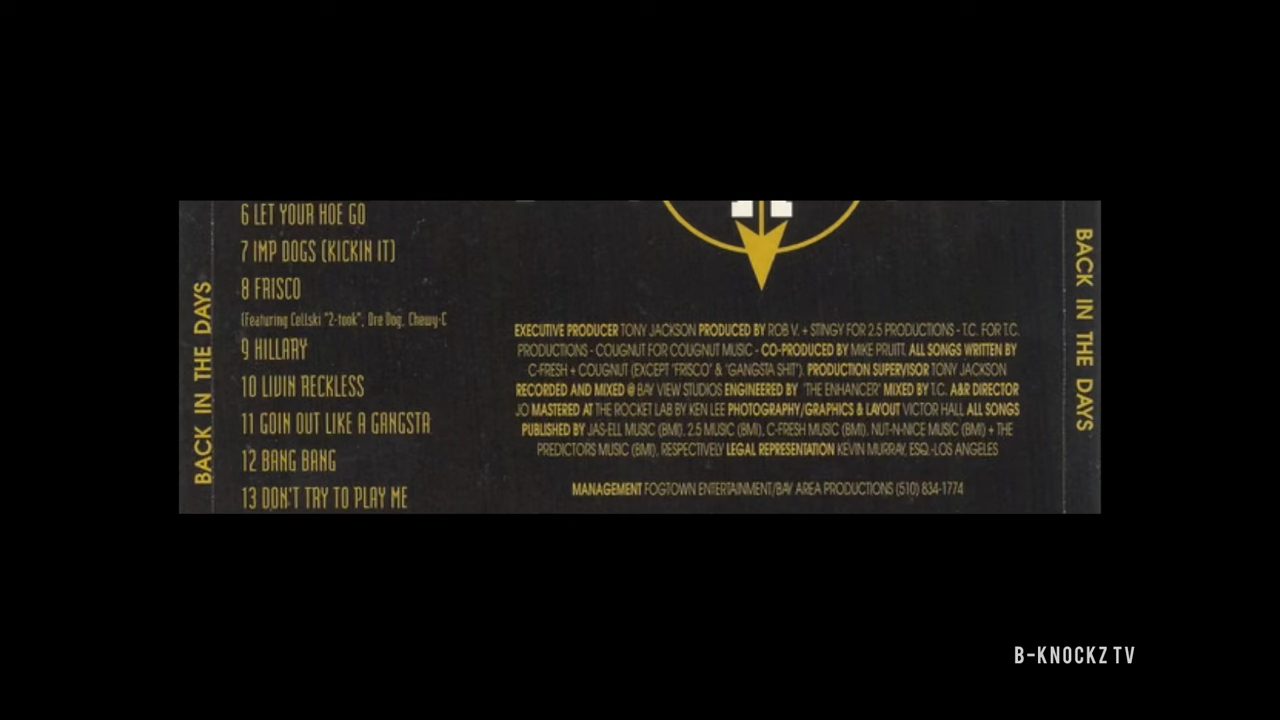 6 LET YOUR HOE GO
7 IMP DOGS (KICKIN IT)
8 FRISCO
(Featuring Cellski "2-took", Dre Dog, Chewy-C
9 HILLARY
10 LIVIN RECKLESS
11 GOIN OUT LIKE A GANGSTA
12 BANG BANG
13 DON'T TRY TO PLAY ME
BACK IN THE DAYS
EXECUTIVE PRODUCER TONY JACKSON PRODUCED BY ROB V. + STINGY FOR 2.5 PRODUCTIONS - T.C. FOR T.C.
PRODUCTIONS - COUGNUT FOR COUGNUT MUSIC - CO-PRODUCED BY MIKE PRUITT. ALL SONGS WRITTEN BY
C-FRESH + COUGNUT (EXCEPT "FRISCO" & "GANGSTA SHIT"). PRODUCTION SUPERVISOR TONY JACKSON
RECORDED AND MIXED @ BAY VIEW STUDIOS ENGINEERED BY "THE ENHANCER" MIXED BY T.C. A&R DIRECTOR
JO MASTERED AT THE ROCKET LAB BY KEN LEE PHOTOGRAPHY/GRAPHICS & LAYOUT VICTOR HALL ALL SONGS
PUBLISHED BY JAS-ELL MUSIC (BMI), 2.5 MUSIC (BMI), C-FRESH MUSIC (BMI), NUT-N-NICE MUSIC (BMI) + THE
PREDICTORS MUSIC (BMI), RESPECTIVELY LEGAL REPRESENTATION KEVIN MURRAY, ESQ.-LOS ANGELES
MANAGEMENT FOGTOWN ENTERTAINMENT/BAY AREA PRODUCTIONS (510) 834-1774
BACK IN THE DAYS
B-KNOCKZ TV